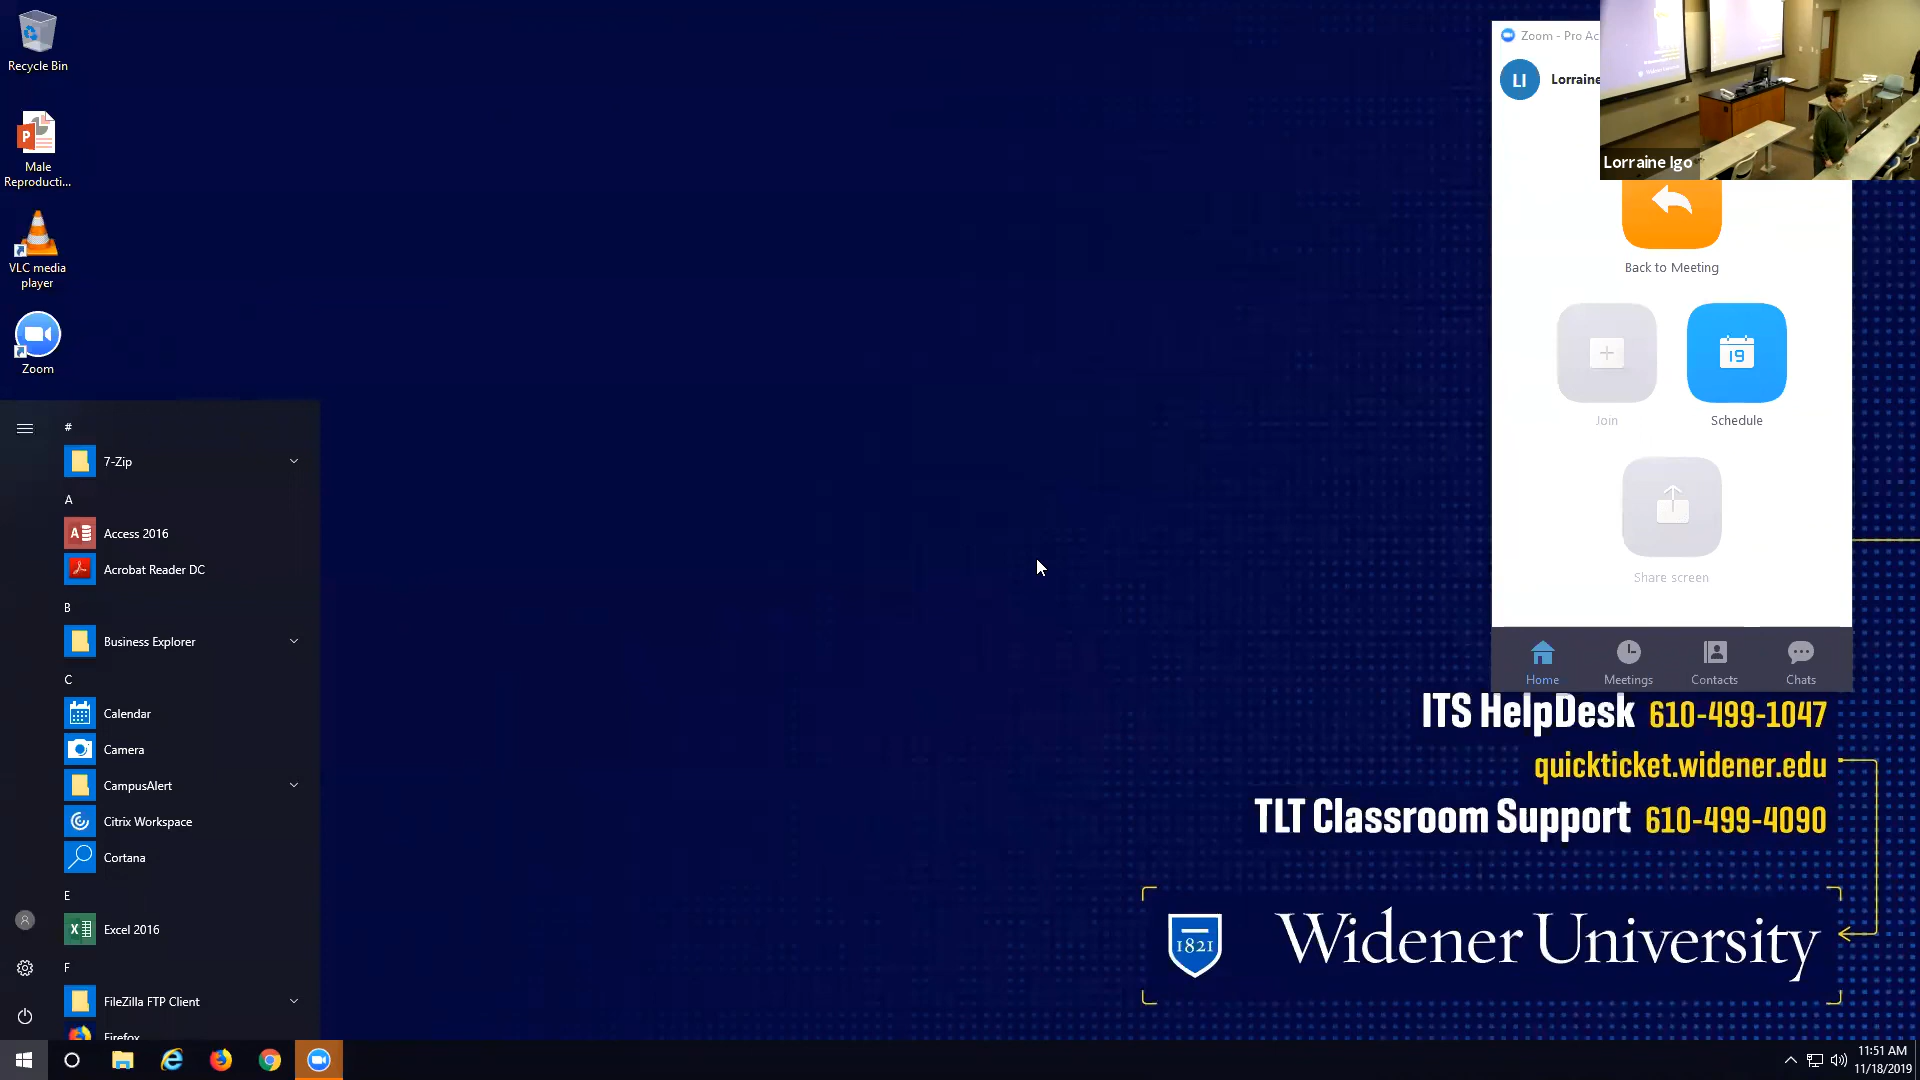 Recycle Bin
Male
Reproducti...
VLC media
player
Zoom
#
7-Zip
A
Access 2016
Acrobat Reader DC
B
Business Explorer
C
Calendar
Camera
CampusAlert
Citrix Workspace
Cortana
E
Excel 2016
F
FileZilla FTP Client
Firefox
Zoom - Pro Ac
LI
Lorraine
Lorraine Igo
Back to Meeting
19
Join
Schedule
Share screen
Home
Meetings
Contacts
Chats
ITS HelpDesk 610-499-1047
quickticket.widener.edu
TLT Classroom Support 610-499-4090
1821
Widener University
11:51 AM
11/18/2019